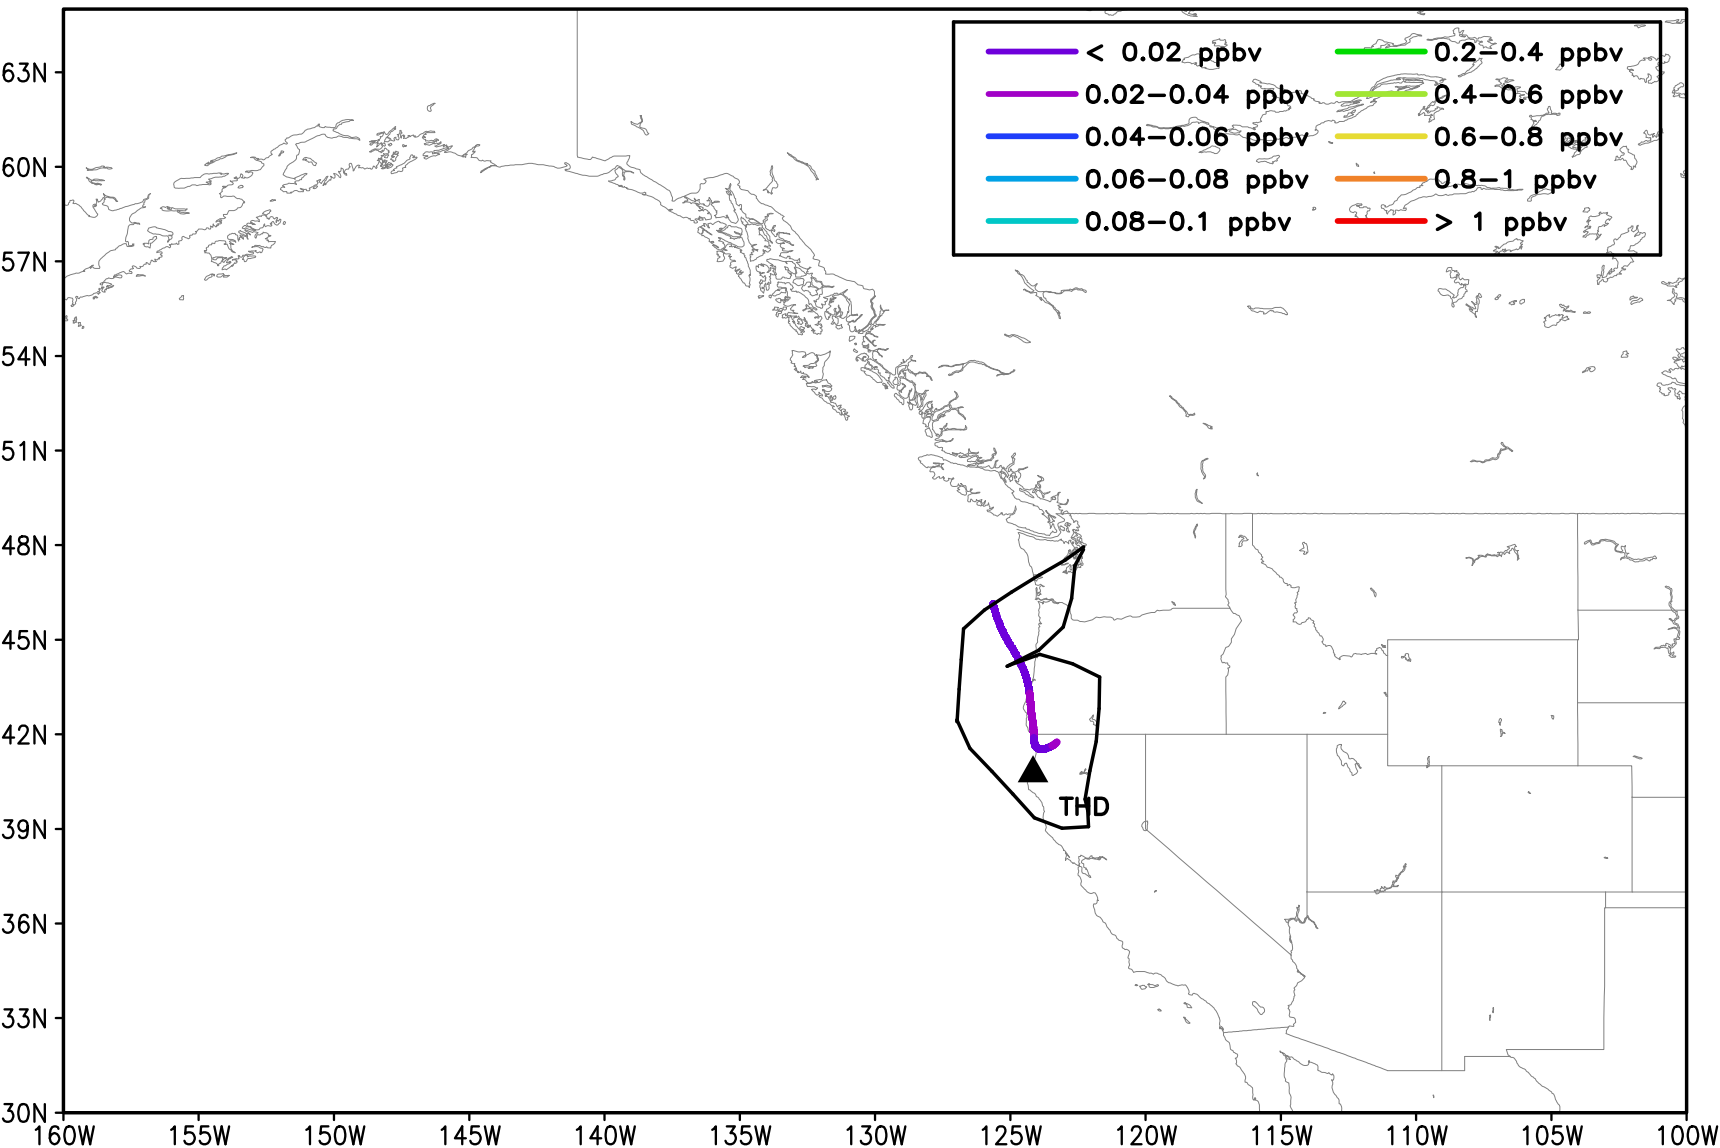 < 0.02 ppbv
0.02-0.04 ppbv
0.04-0.06 ppbv
0.06-0.08 ppbv
0.08-0.1 ppbv
0.2-0.4 ppbv
0.4-0.6 ppbv
0.6-0.8 ppbv
0.8-1 ppbv
> 1 ppbv
63N
60N
57N
54N
51N
48N
45N
42N
39N
36N
33N
30N
THD
160W 155W 150W 145W 140W 135W 130W 125W 120W 115W 110W 105W 100W